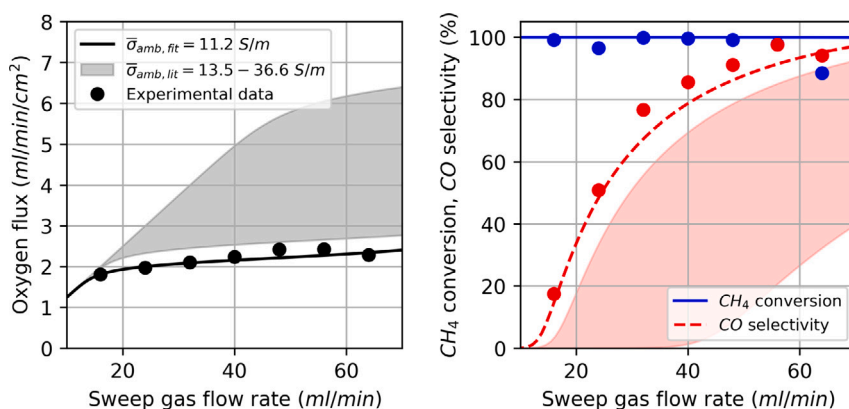 8
7
6
5
4
3
2
1
0
Oxygen flux (ml/min/cm²)
σ̅amb, fit = 11.2 S/m
σ̅amb, lit = 13.5 − 36.6 S/m
Experimental data
20 40 60
Sweep gas flow rate (ml/min)
100
80
60
40
20
0
CH₄ conversion, CO selectivity (%)
CH₄ conversion
CO selectivity
20 40 60
Sweep gas flow rate (ml/min)